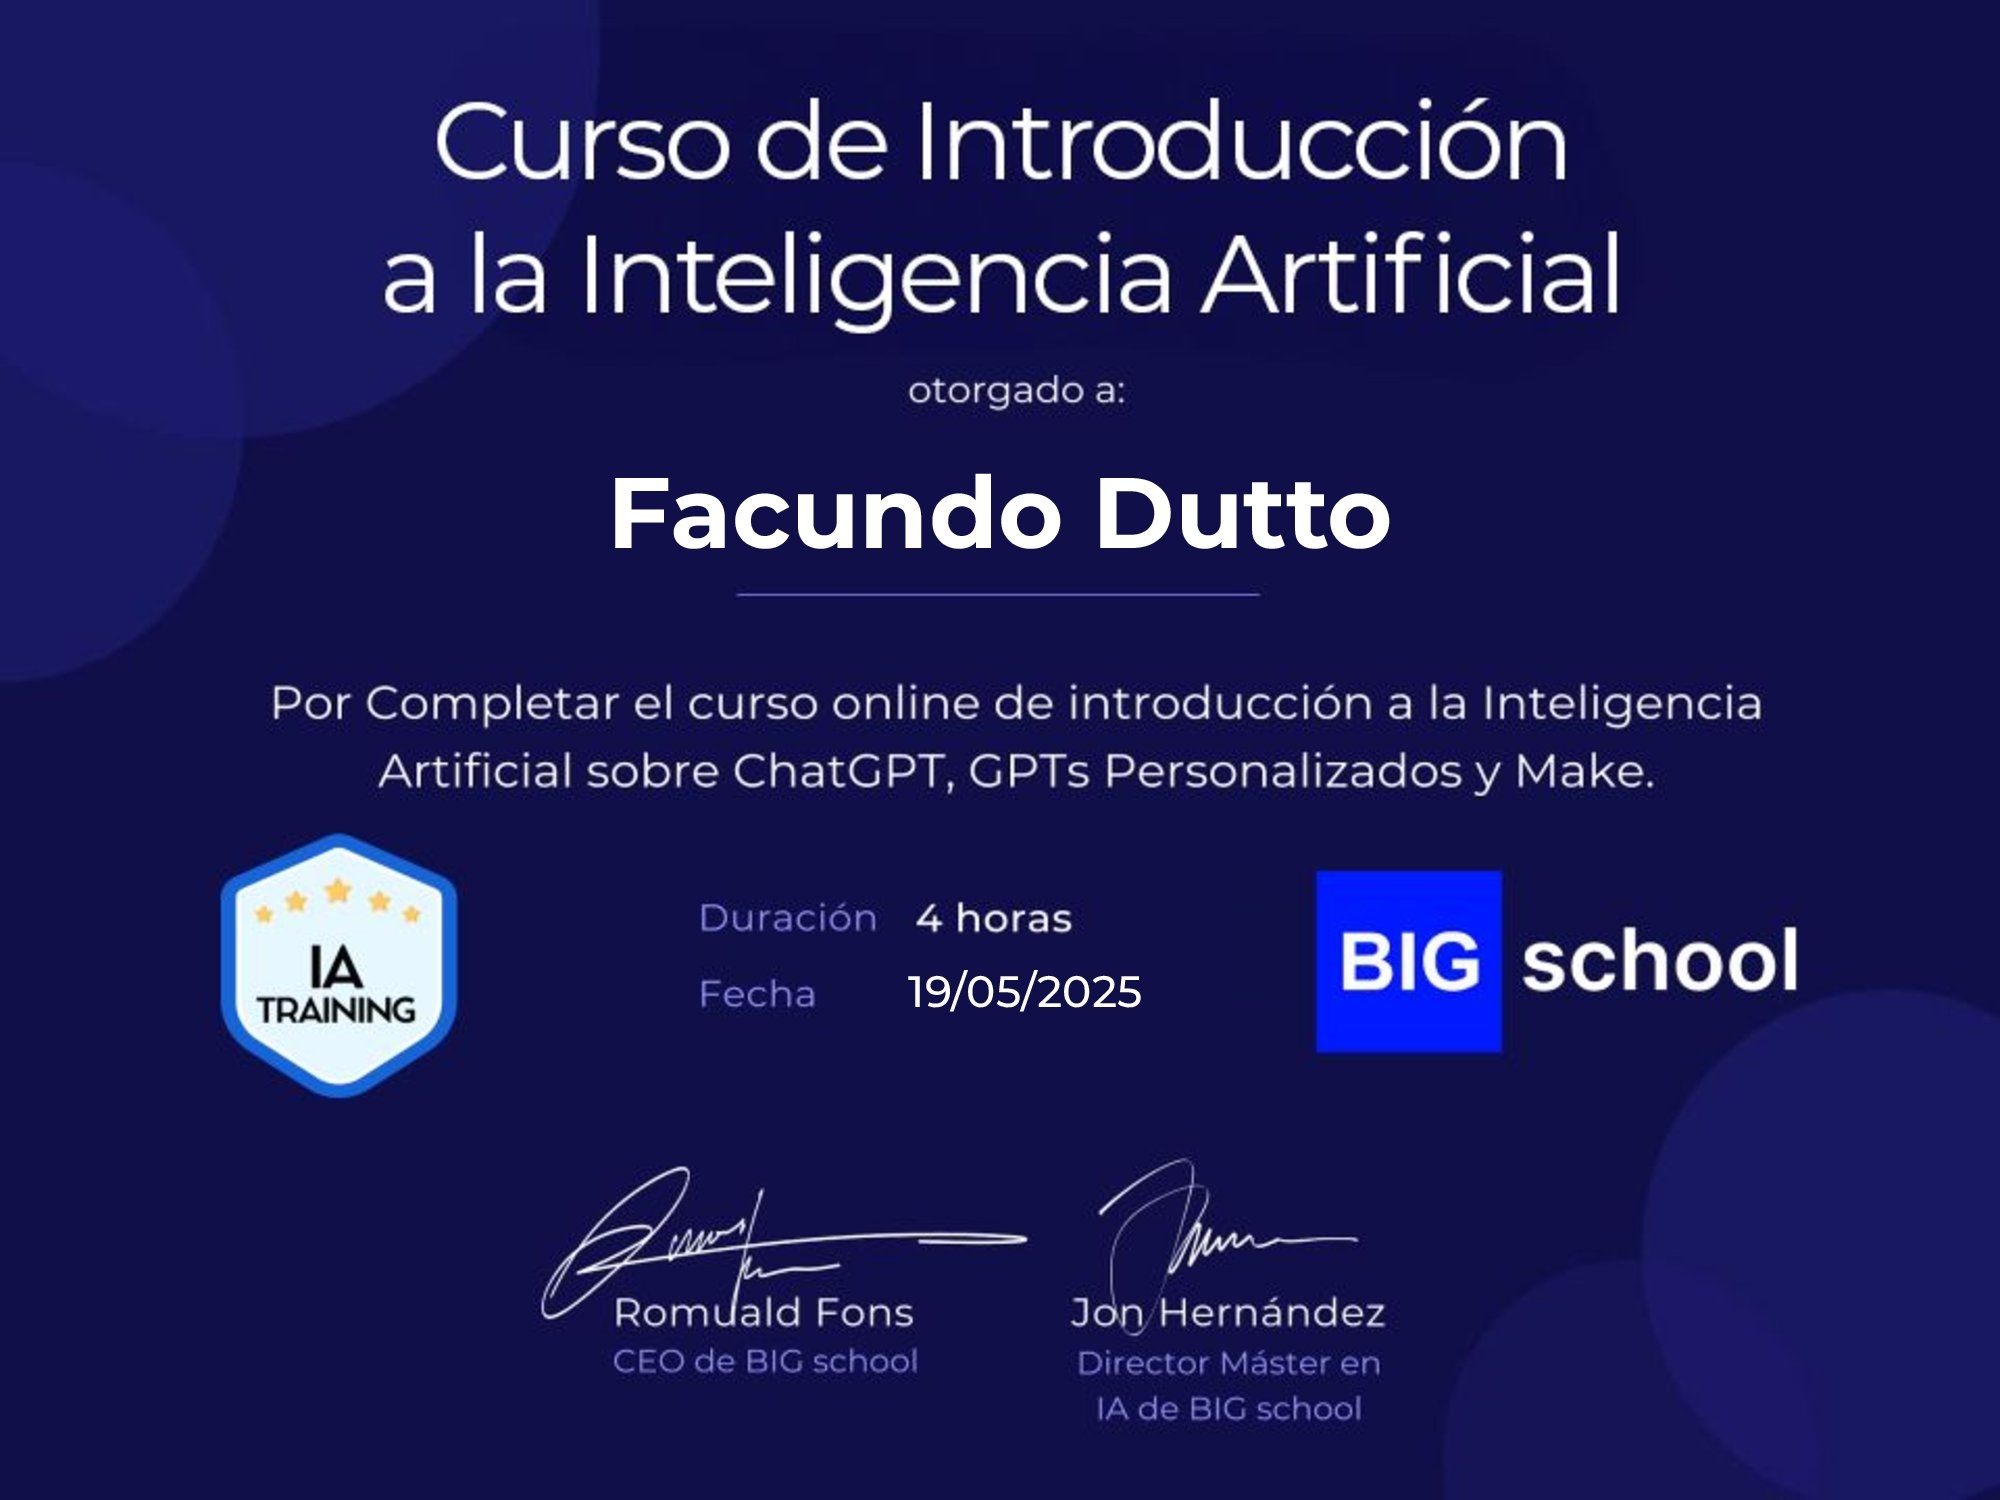 Curso de Introducción
a la Inteligencia Artificial
otorgado a:
Facundo Dutto
Por Completar el curso online de introducción a la Inteligencia
Artificial sobre ChatGPT, GPTs Personalizados y Make.
IA
TRAINING
Duración 4 horas
Fecha 19/05/2025
BIG school
Romuald Fons
CEO de BIG school
Jon Hernández
Director Máster en
IA de BIG school